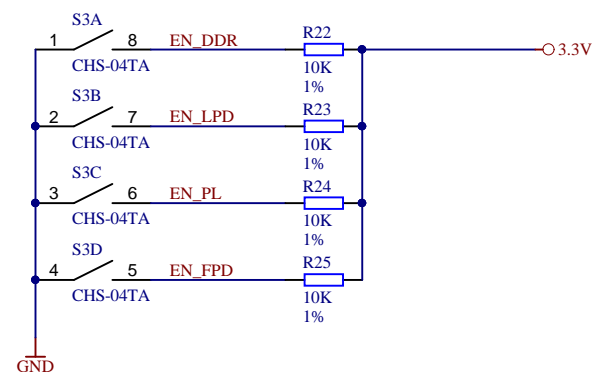 S3A
1 8 EN_DDR
CHS-04TA
R22
10K
1%
3.3V
S3B
2 7 EN_LPD
CHS-04TA
R23
10K
1%
S3C
3 6 EN_PL
CHS-04TA
R24
10K
1%
S3D
4 5 EN_FPD
CHS-04TA
R25
10K
1%
GND